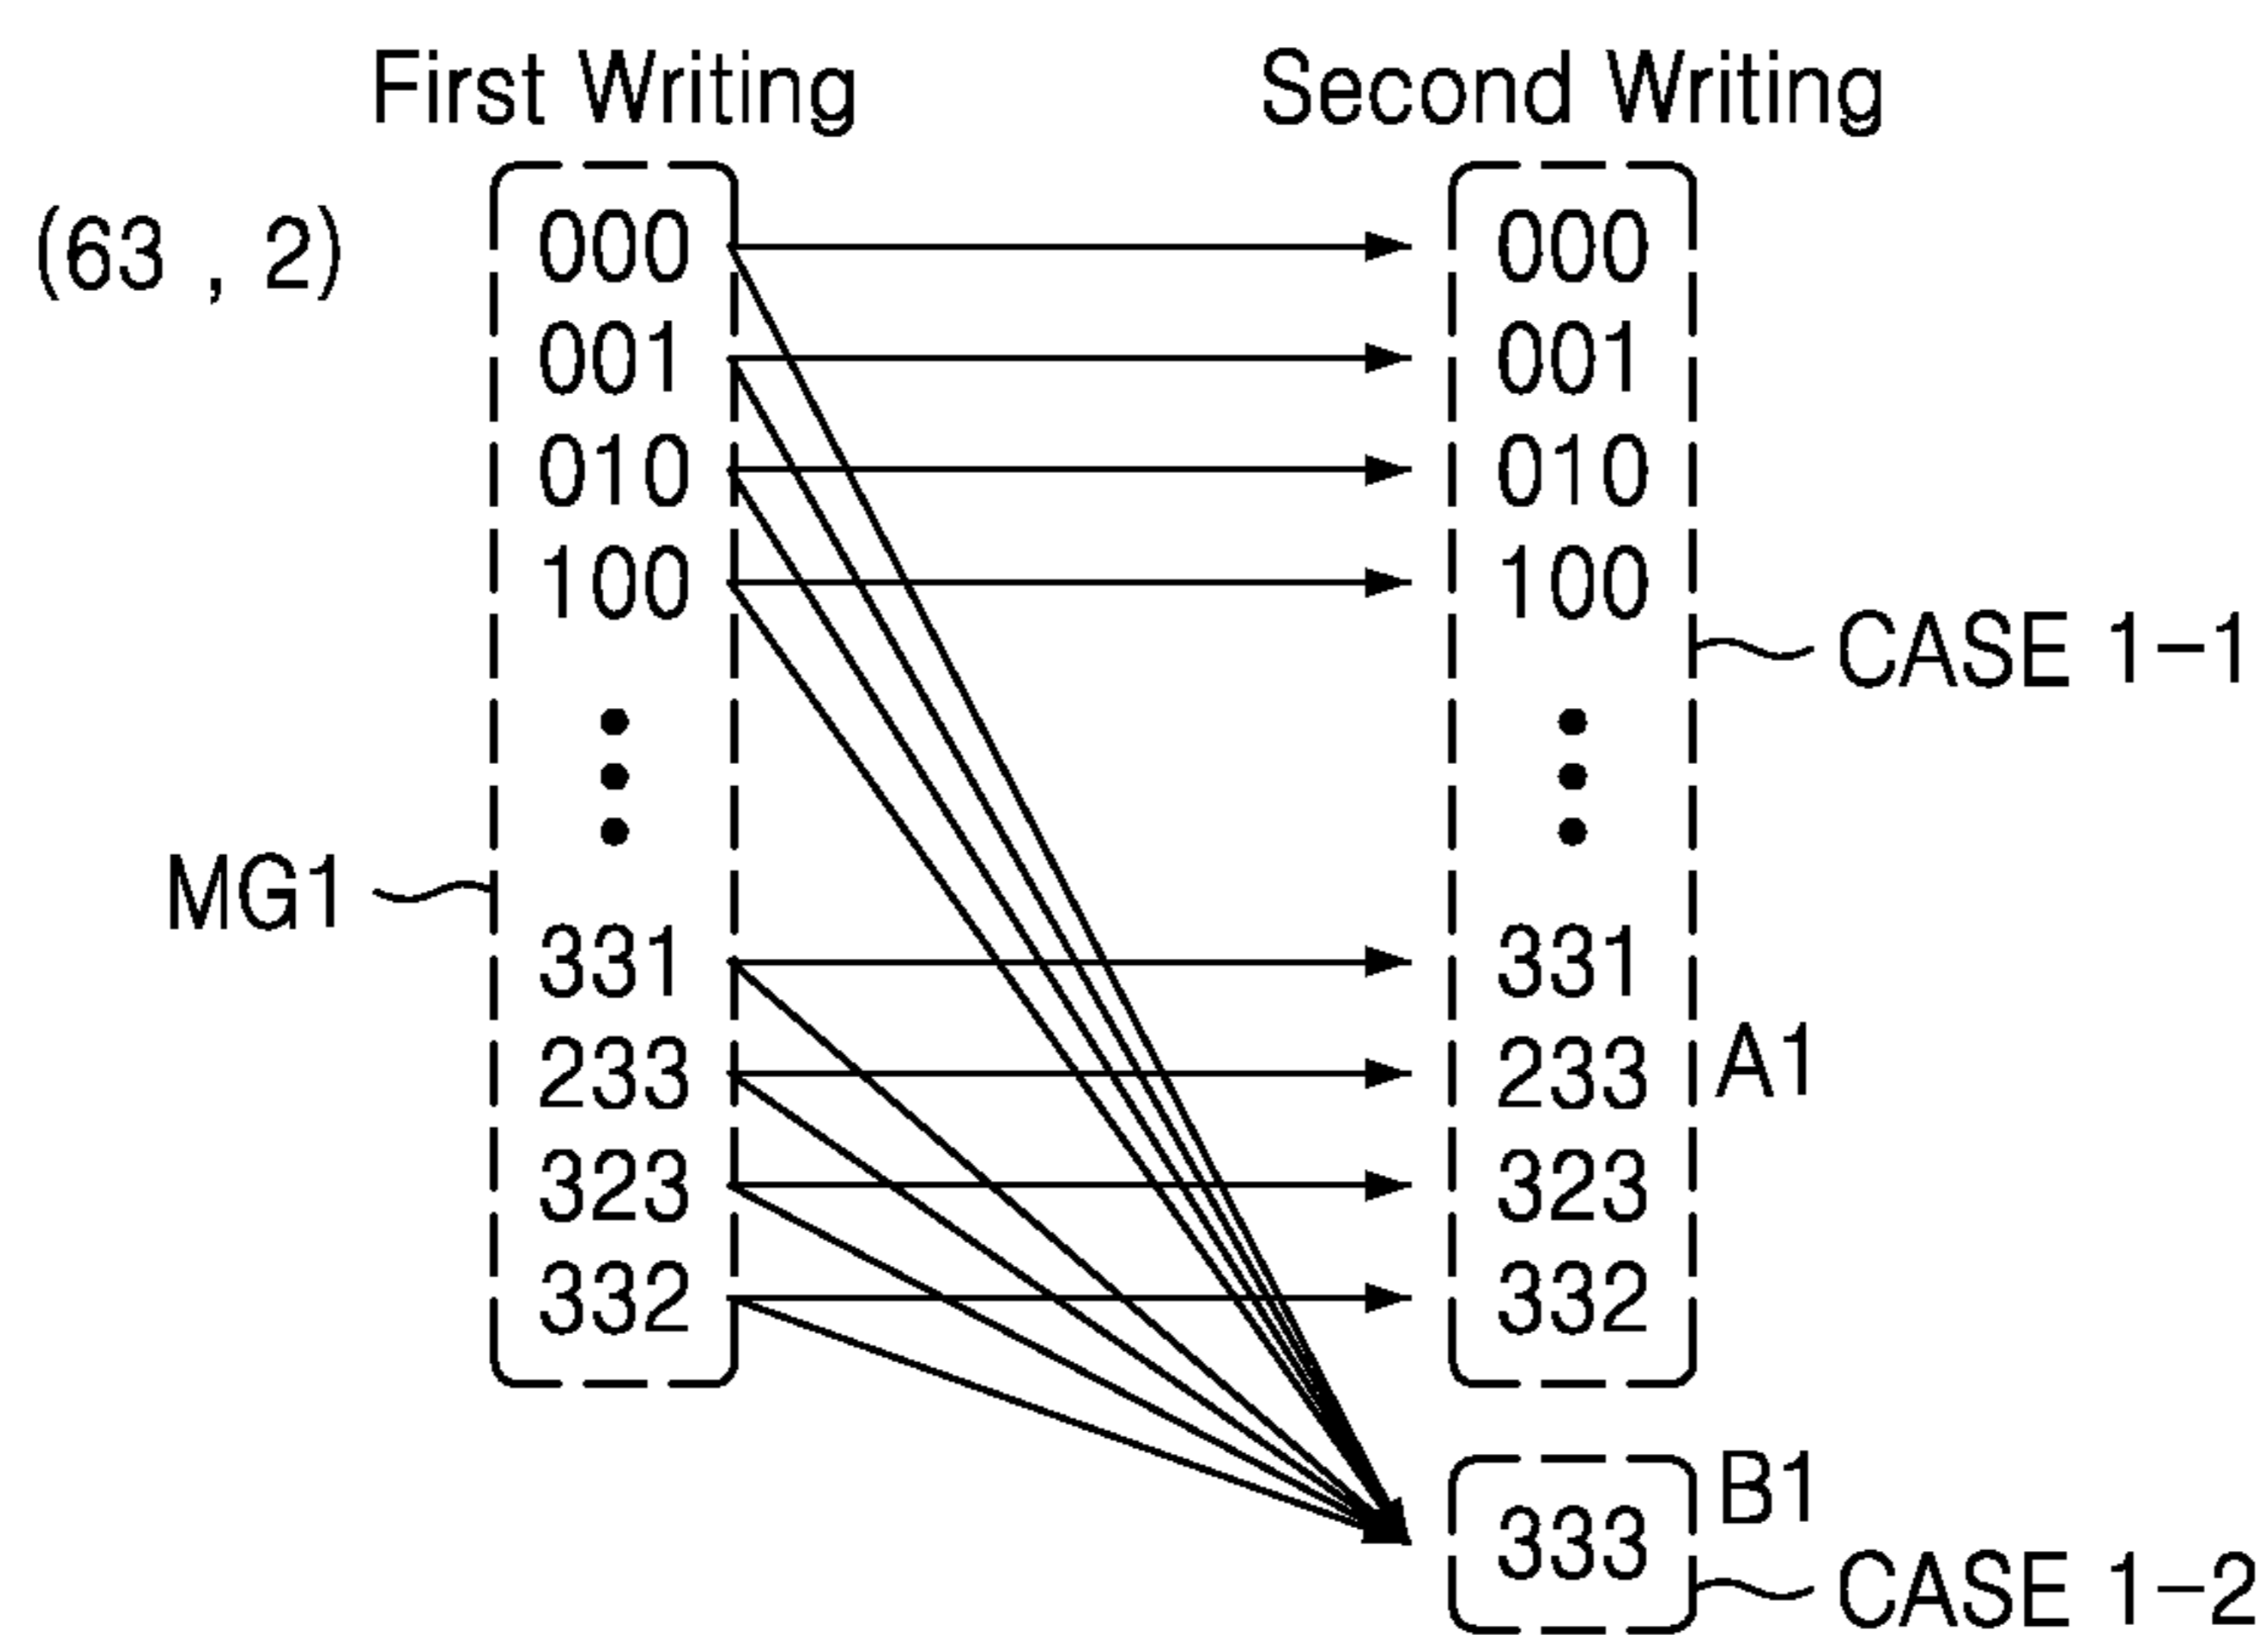 First Writing Second Writing
(63 , 2) 000 000
001 001
010 010
100 100
CASE 1-1
MG1
331 331
233 233 A1
323 323
332 332
B1
333
CASE 1-2